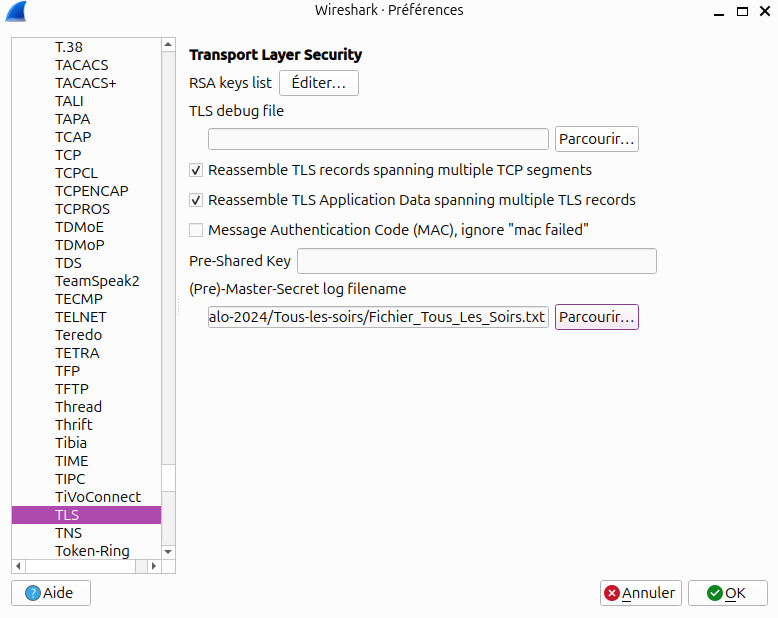 Wireshark · Préférences
T.38
TACACS
TACACS+
TALI
TAPA
TCAP
TCP
TCPCL
TCPENCAP
TCPROS
TDMoE
TDMoP
TDS
TeamSpeak2
TECMP
TELNET
Teredo
TETRA
TFP
TFTP
Thread
Thrift
Tibia
TIME
TIPC
TiVoConnect
TLS
TNS
Token-Ring
Transport Layer Security
RSA keys list Éditer…
TLS debug file
Parcourir…
Reassemble TLS records spanning multiple TCP segments
Reassemble TLS Application Data spanning multiple TLS records
Message Authentication Code (MAC), ignore "mac failed"
Pre-Shared Key
(Pre)-Master-Secret log filename
alo-2024/Tous-les-soirs/Fichier_Tous_Les_Soirs.txt Parcourir…
Aide Annuler OK